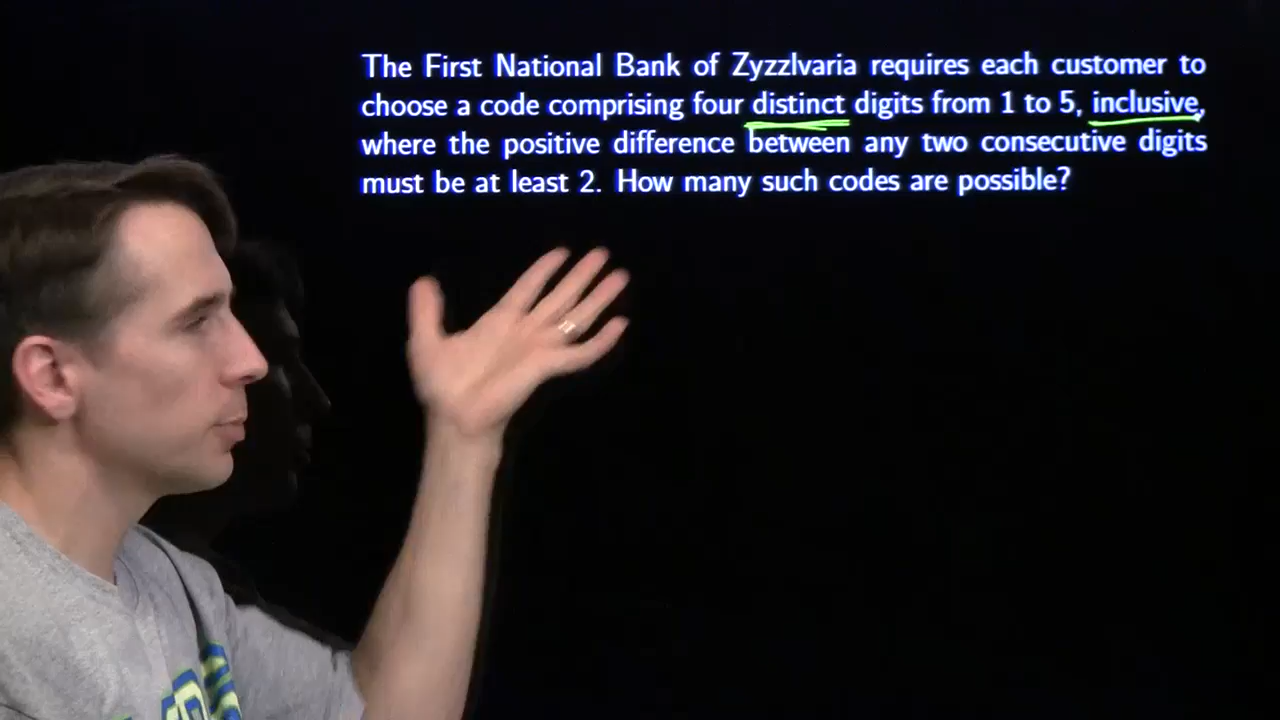 The First National Bank of Zyzzlvaria requires each customer to
choose a code comprising four distinct digits from 1 to 5, inclusive,
where the positive difference between any two consecutive digits
must be at least 2. How many such codes are possible?